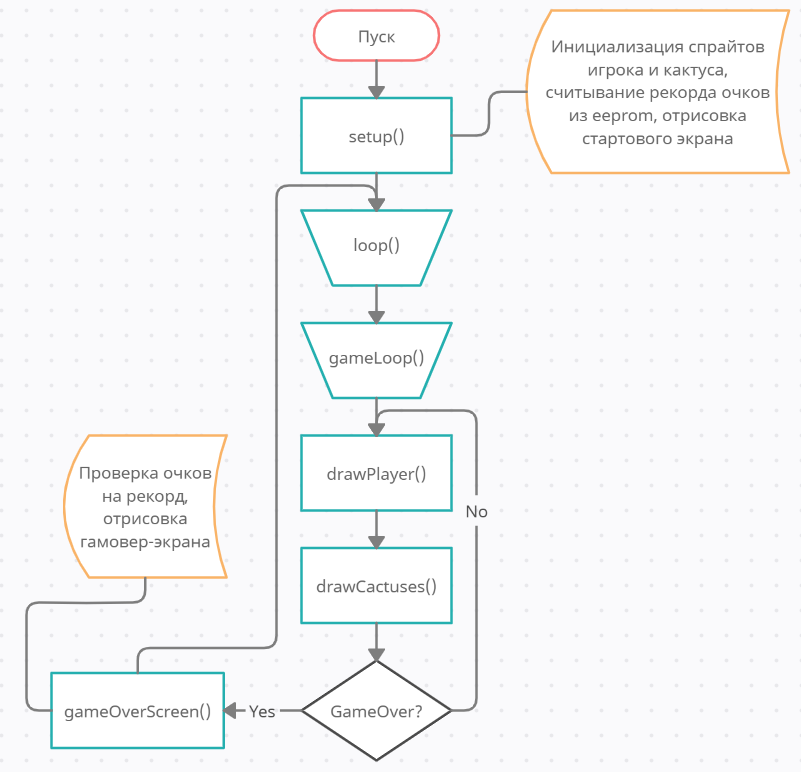 Пуск
Инициализация спрайтов
игрока и кактуса,
считывание рекорда очков
из eeprom, отрисовка
стартового экрана
setup()
loop()
gameLoop()
drawPlayer()
Проверка очков
на рекорд,
отрисовка
гамовер-экрана
No
drawCactuses()
gameOverScreen()
Yes
GameOver?